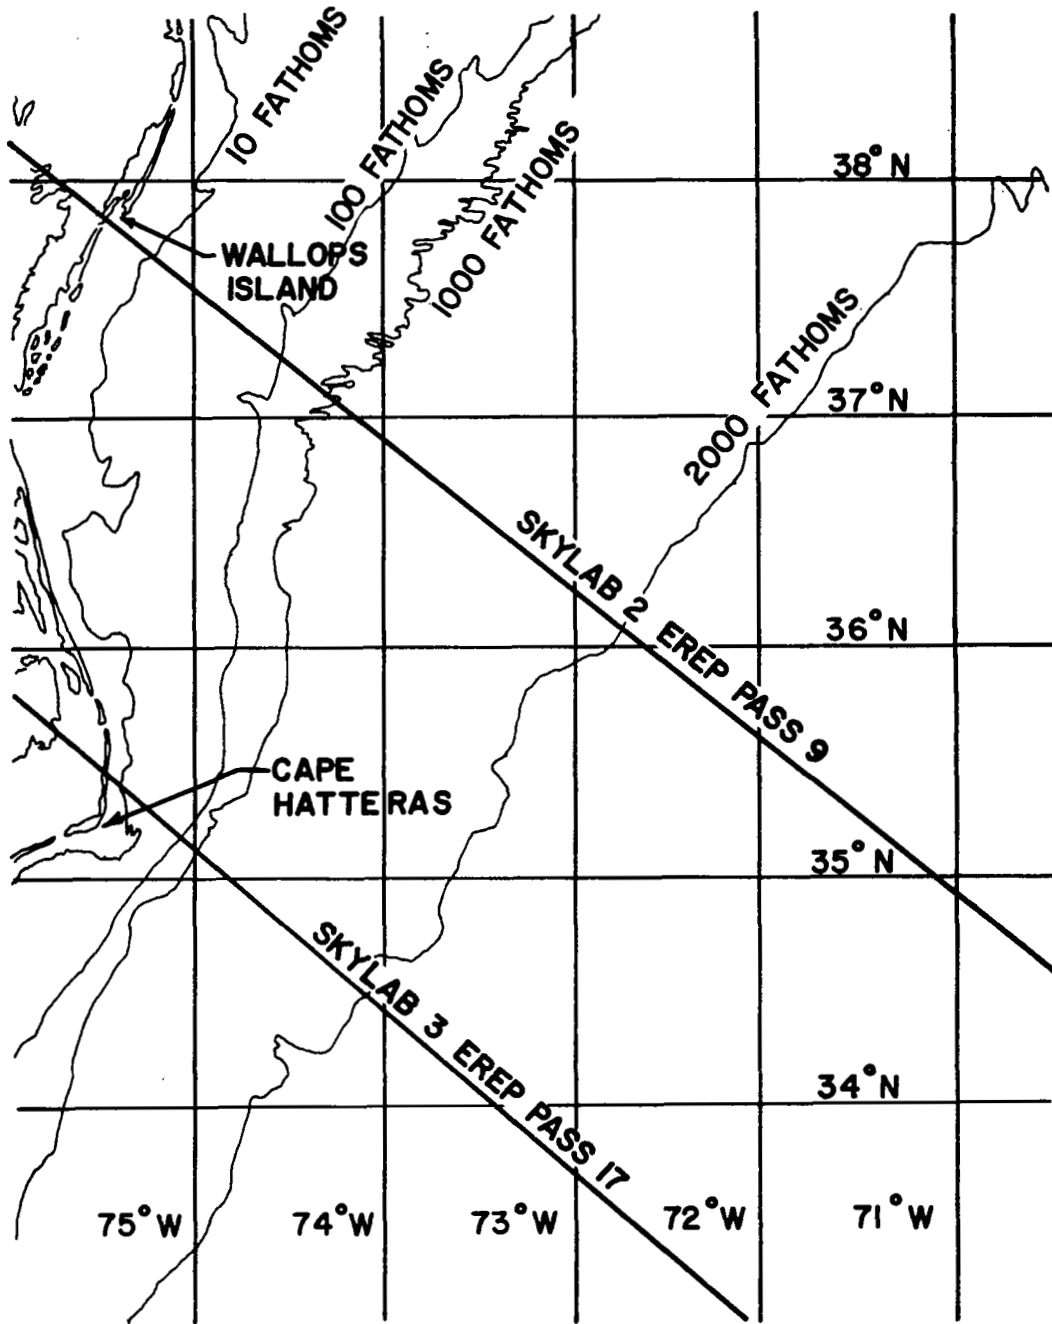 10 FATHOMS
100 FATHOMS
1000 FATHOMS
38°N
WALLOPS
ISLAND
2000 FATHOMS
37°N
SKYLAB 2 EREP PASS 9
36°N
CAPE
HATTERAS
35°N
SKYLAB 3 EREP PASS 17
34°N
75°W
74°W
73°W
72°W
71°W